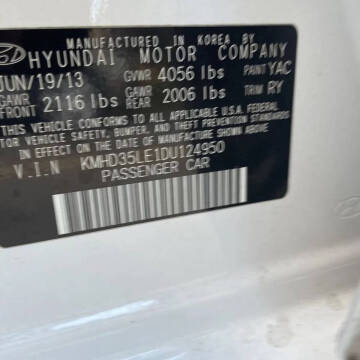 MANUFACTURED IN KOREA BY
HYUNDAI MOTOR COMPANY
JUN/19/13 GVWR 4056 lbs PAINT YAC
GAWR FRONT 2116 lbs GAWR REAR 2006 lbs TRIM RY
THIS VEHICLE CONFORMS TO ALL APPLICABLE U.S.A. FEDERAL
MOTOR VEHICLE SAFETY BUMPER, AND THEFT PREVENTION STANDARDS
IN EFFECT ON THE DATE OF MANUFACTURE SHOWN ABOVE.
V.I.N KMHD35LE1DU124950
PASSENGER CAR